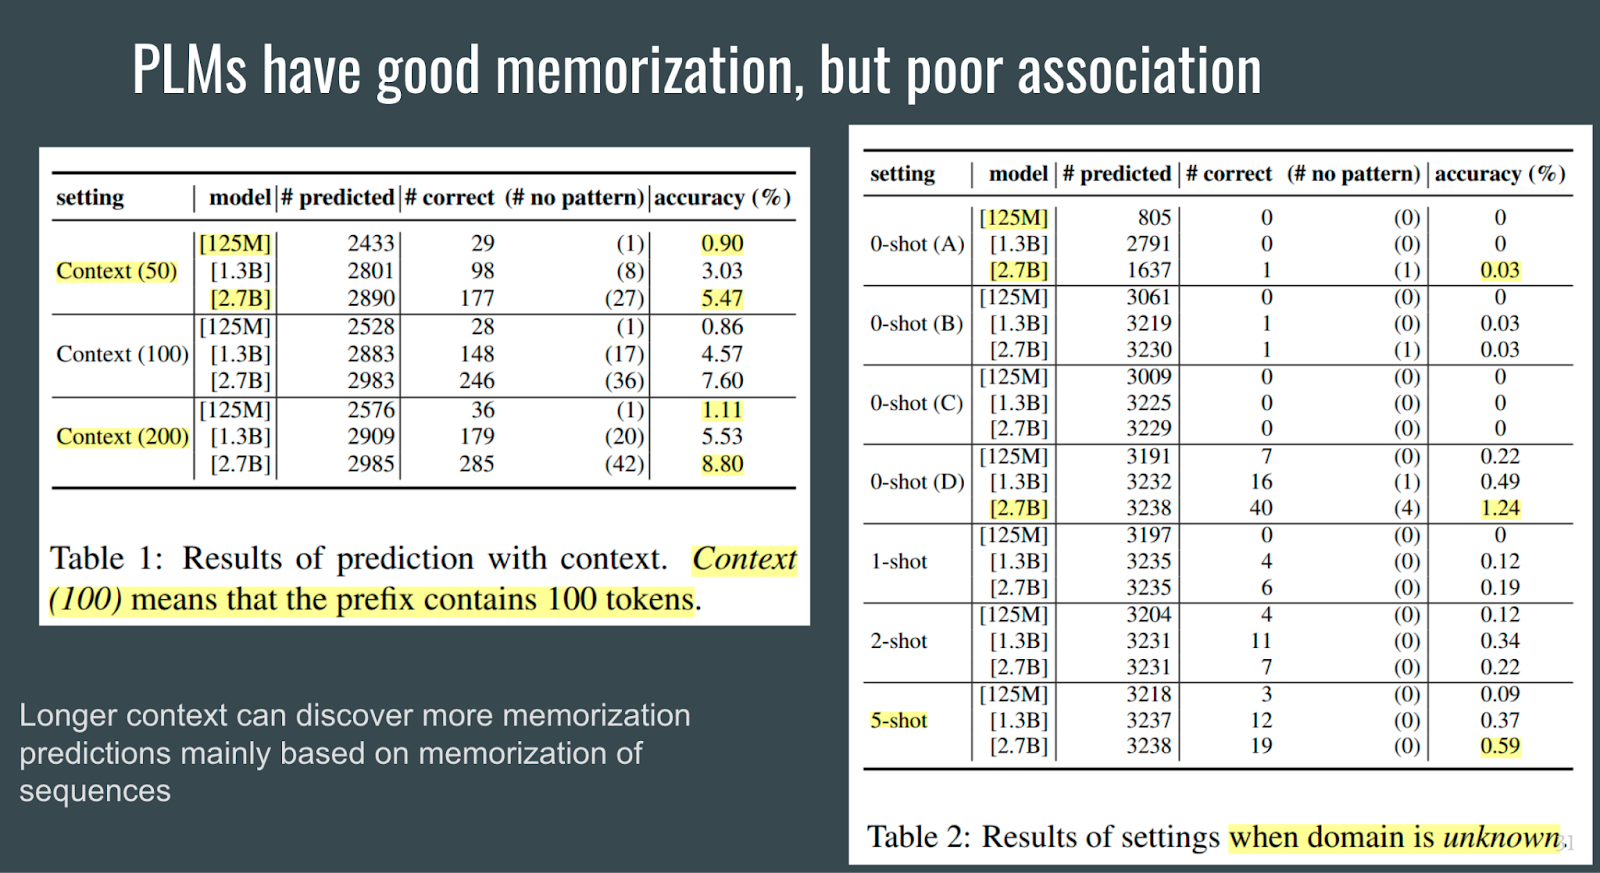 PLMs have good memorization, but poor association
setting model # predicted # correct (# no pattern) accuracy (%)
Context (50) [125M] 2433 29 (1) 0.90
[1.3B] 2801 98 (8) 3.03
[2.7B] 2890 177 (27) 5.47
Context (100) [125M] 2528 28 (1) 0.86
[1.3B] 2883 148 (17) 4.57
[2.7B] 2983 246 (36) 7.60
Context (200) [125M] 2576 36 (1) 1.11
[1.3B] 2909 179 (20) 5.53
[2.7B] 2985 285 (42) 8.80
Table 1: Results of prediction with context. Context
(100) means that the prefix contains 100 tokens.
Longer context can discover more memorization
predictions mainly based on memorization of
sequences
setting model # predicted # correct (# no pattern) accuracy (%)
0-shot (A) [125M] 805 0 (0) 0
[1.3B] 2791 0 (0) 0
[2.7B] 1637 1 (1) 0.03
0-shot (B) [125M] 3061 0 (0) 0
[1.3B] 3219 1 (0) 0.03
[2.7B] 3230 1 (1) 0.03
0-shot (C) [125M] 3009 0 (0) 0
[1.3B] 3225 0 (0) 0
[2.7B] 3229 0 (0) 0
0-shot (D) [125M] 3191 7 (0) 0.22
[1.3B] 3232 16 (1) 0.49
[2.7B] 3238 40 (4) 1.24
1-shot [125M] 3197 0 (0) 0
[1.3B] 3235 4 (0) 0.12
[2.7B] 3235 6 (0) 0.19
2-shot [125M] 3204 4 (0) 0.12
[1.3B] 3231 11 (0) 0.34
[2.7B] 3231 7 (0) 0.22
5-shot [125M] 3218 3 (0) 0.09
[1.3B] 3237 12 (0) 0.37
[2.7B] 3238 19 (0) 0.59
Table 2: Results of settings when domain is unknown.
31